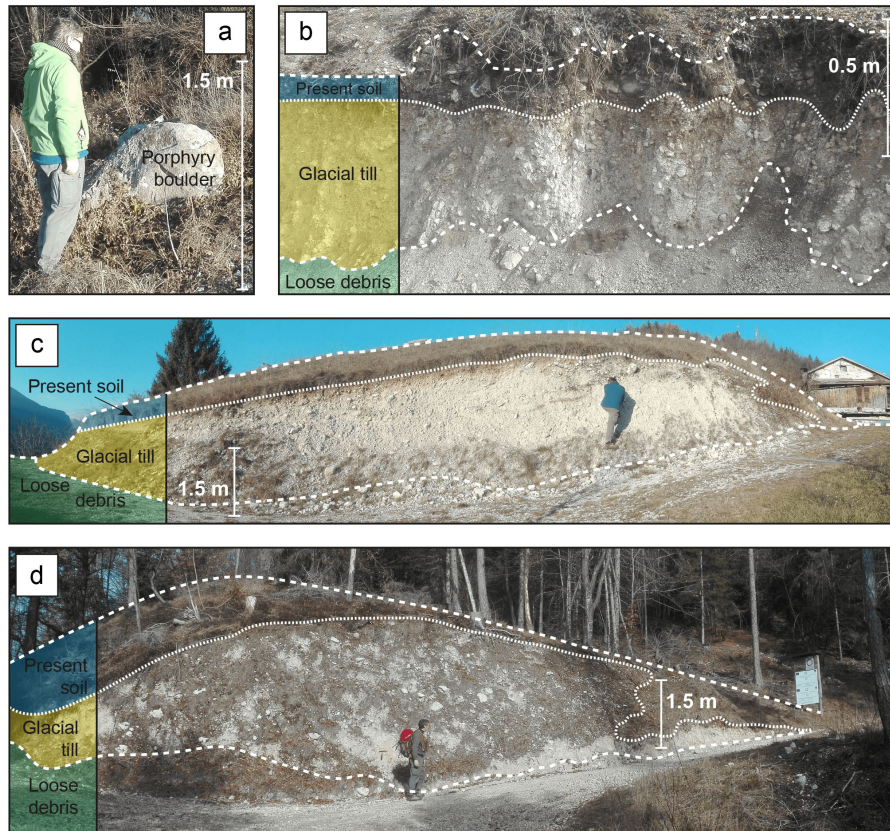 a
1.5 m
Porphyry
boulder
b
0.5 m
Present soil
Glacial till
Loose debris
c
Present soil
Glacial till
Loose
debris
1.5 m
d
Present
soil
Glacial
till
Loose
debris
1.5 m